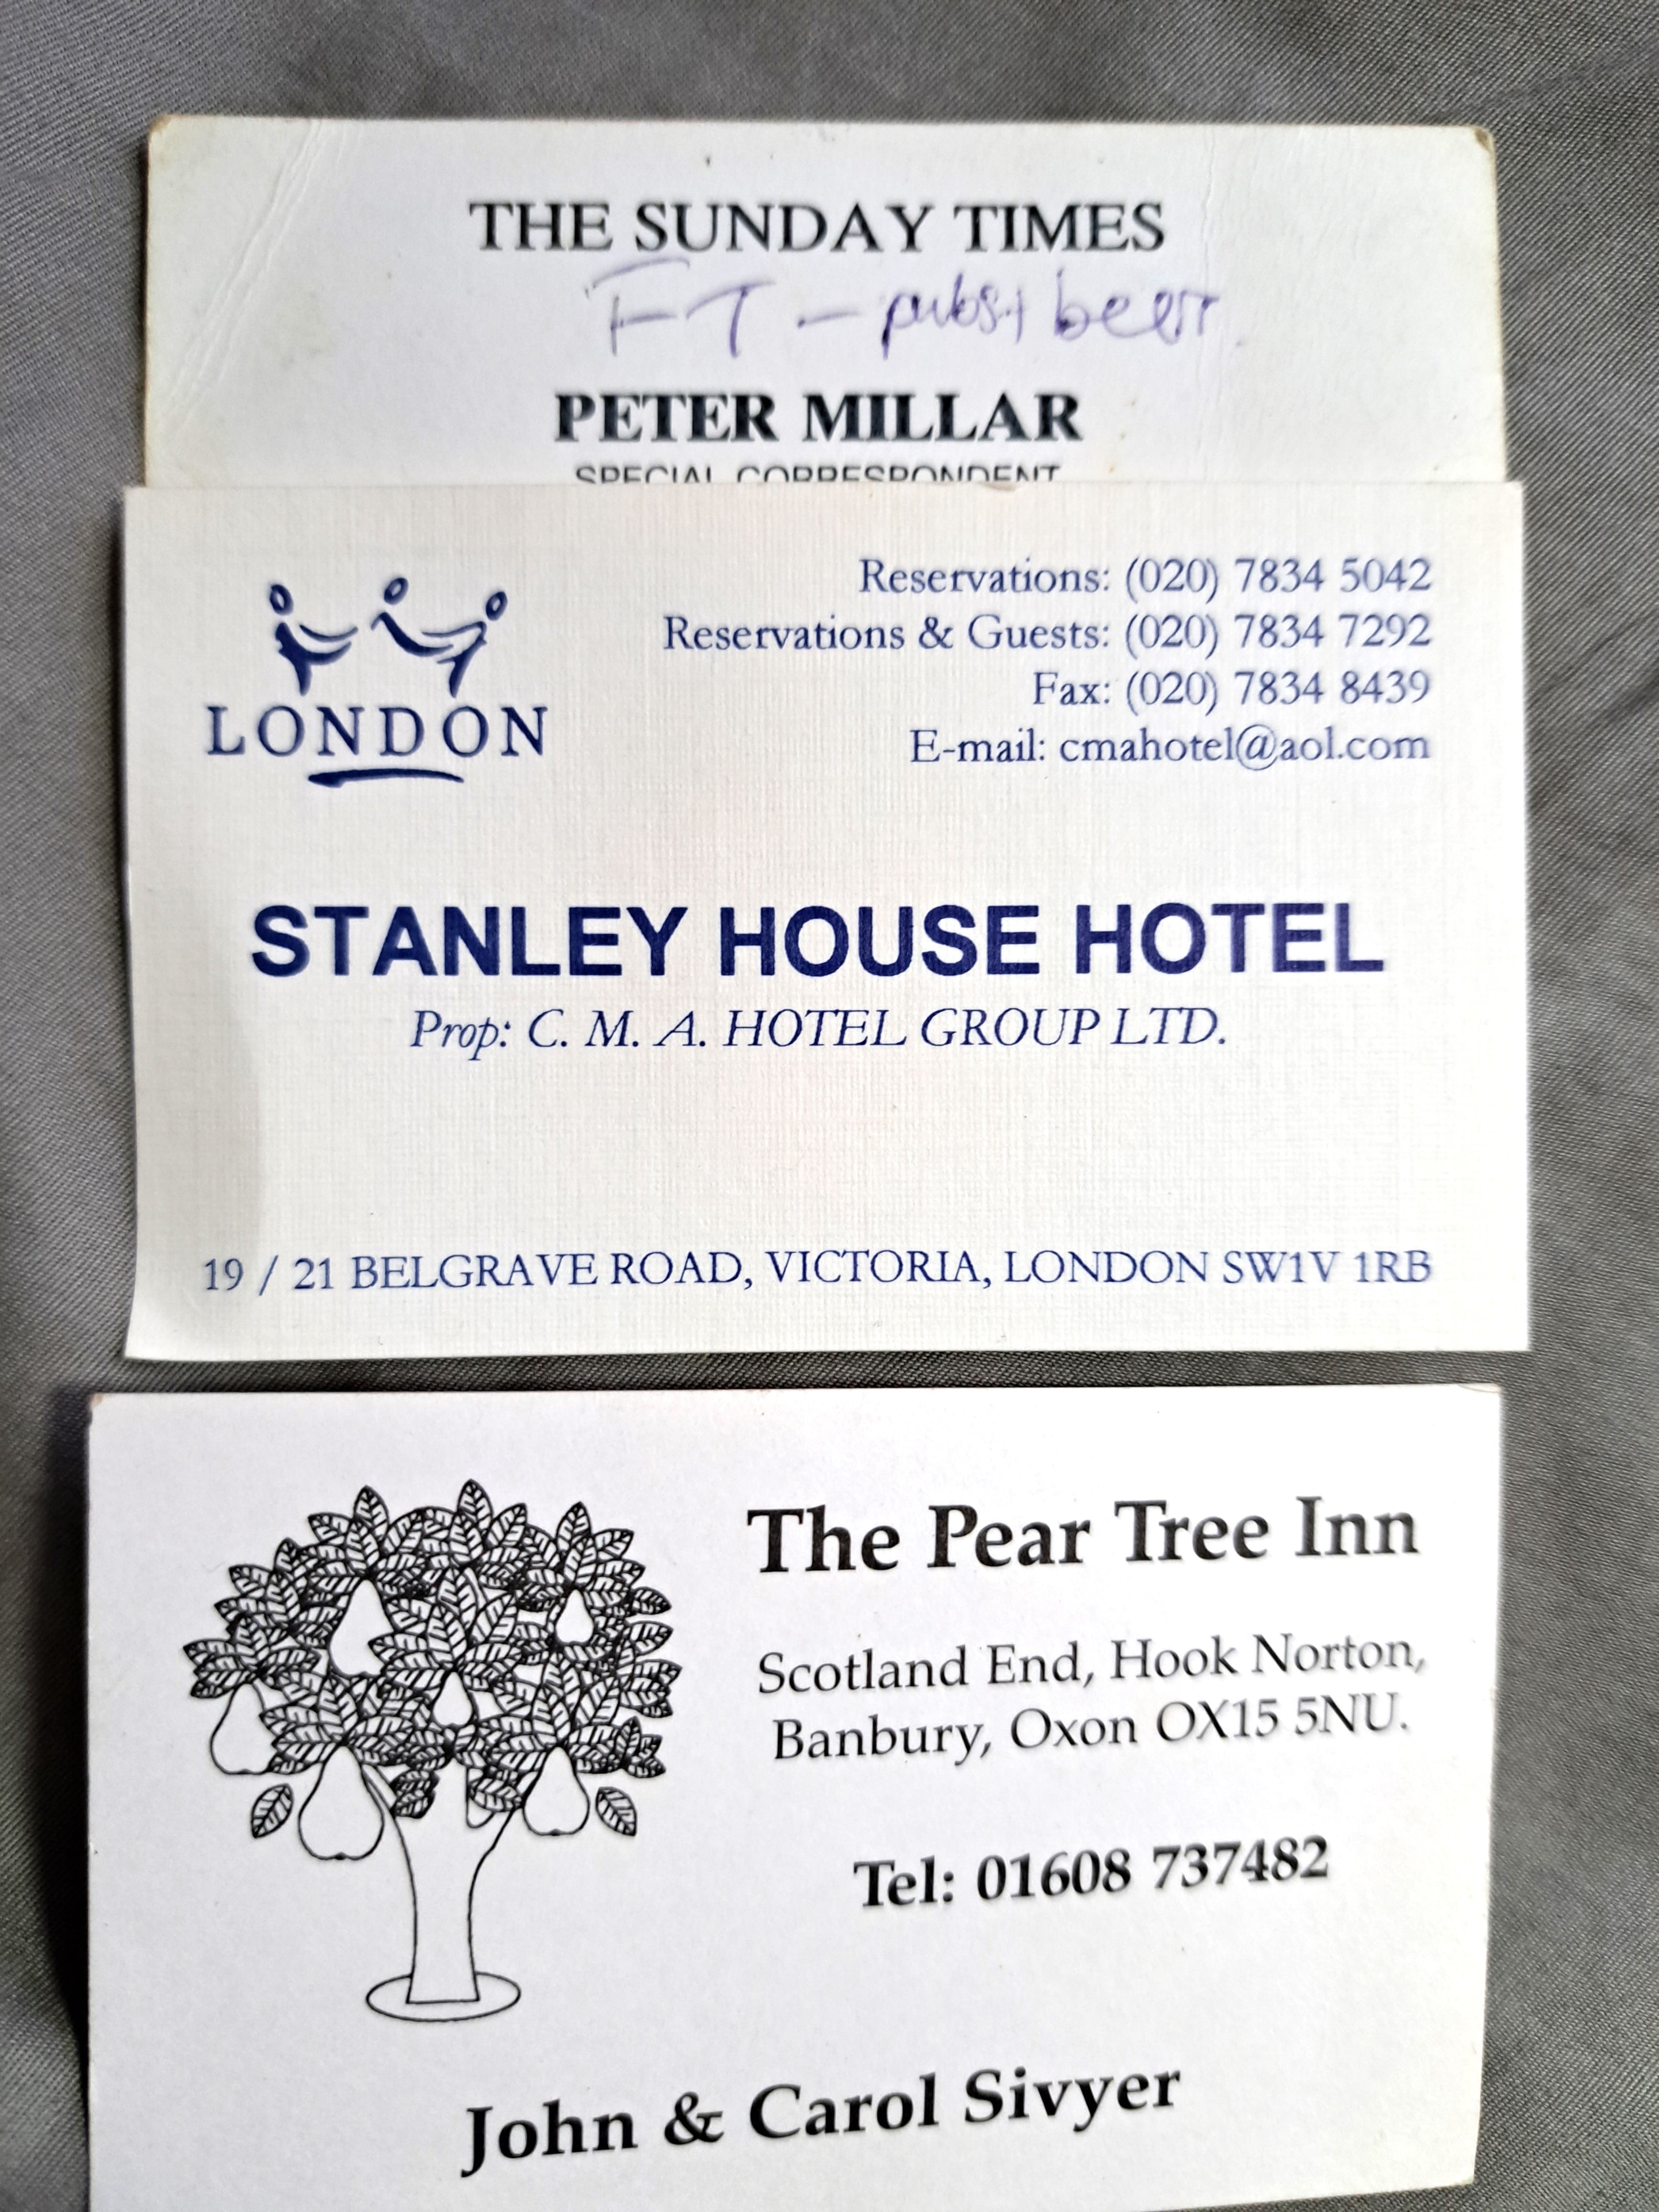 THE SUNDAY TIMES
FT - pubs + beer.
PETER MILLAR
SPECIAL CORRESPONDENT
LONDON
Reservations: (020) 7834 5042
Reservations & Guests: (020) 7834 7292
Fax: (020) 7834 8439
E-mail: cmahotel@aol.com
STANLEY HOUSE HOTEL
Prop: C. M. A. HOTEL GROUP LTD.
19 / 21 BELGRAVE ROAD, VICTORIA, LONDON SW1V 1RB
The Pear Tree Inn
Scotland End, Hook Norton,
Banbury, Oxon OX15 5NU.
Tel: 01608 737482
John & Carol Sivyer